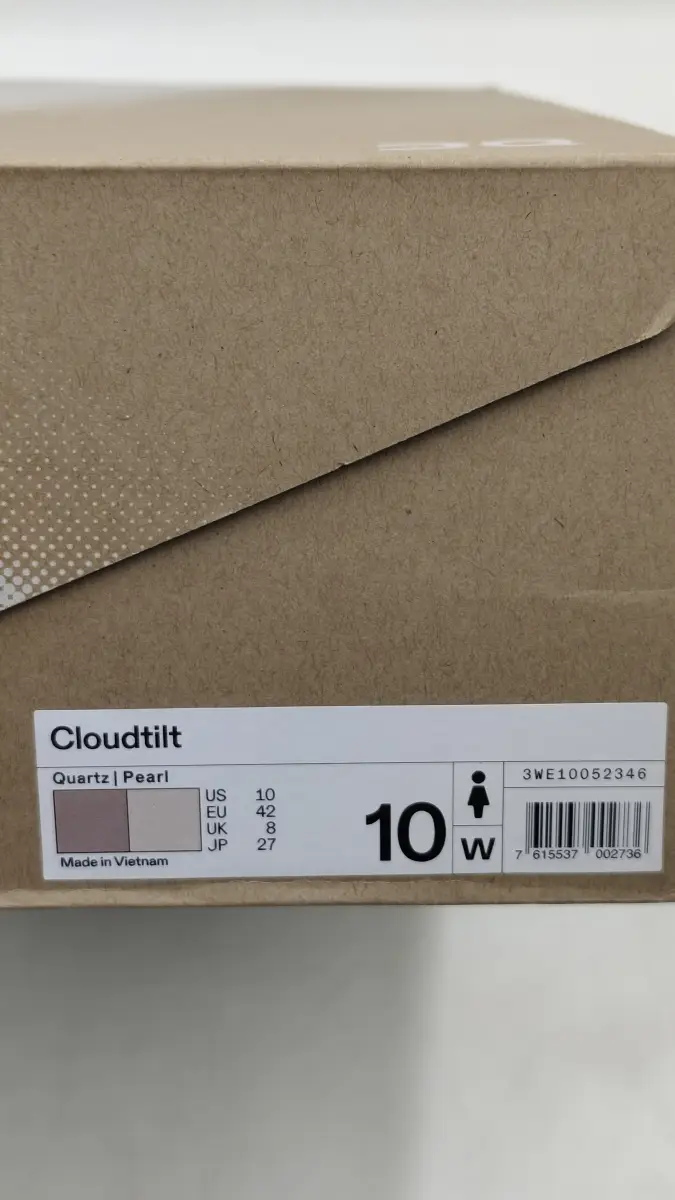 Cloudtilt
Quartz | Pearl
US 10
EU 42
UK 8
JP 27
Made in Vietnam
10
W
3WE10052346
7 615537 002736